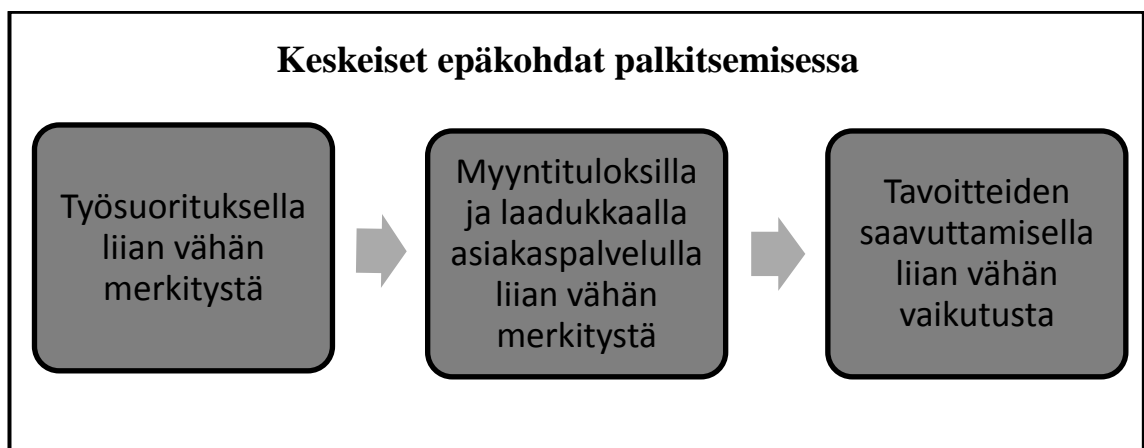 Keskeiset epäkohdat palkitsemisessa
Työsuorituksella
liian vähän
merkitystä
Myyntituloksilla
ja laadukkaalla
asiakaspalvelulla
liian vähän
merkitystä
Tavoitteiden
saavuttamisella
liian vähän
vaikutusta